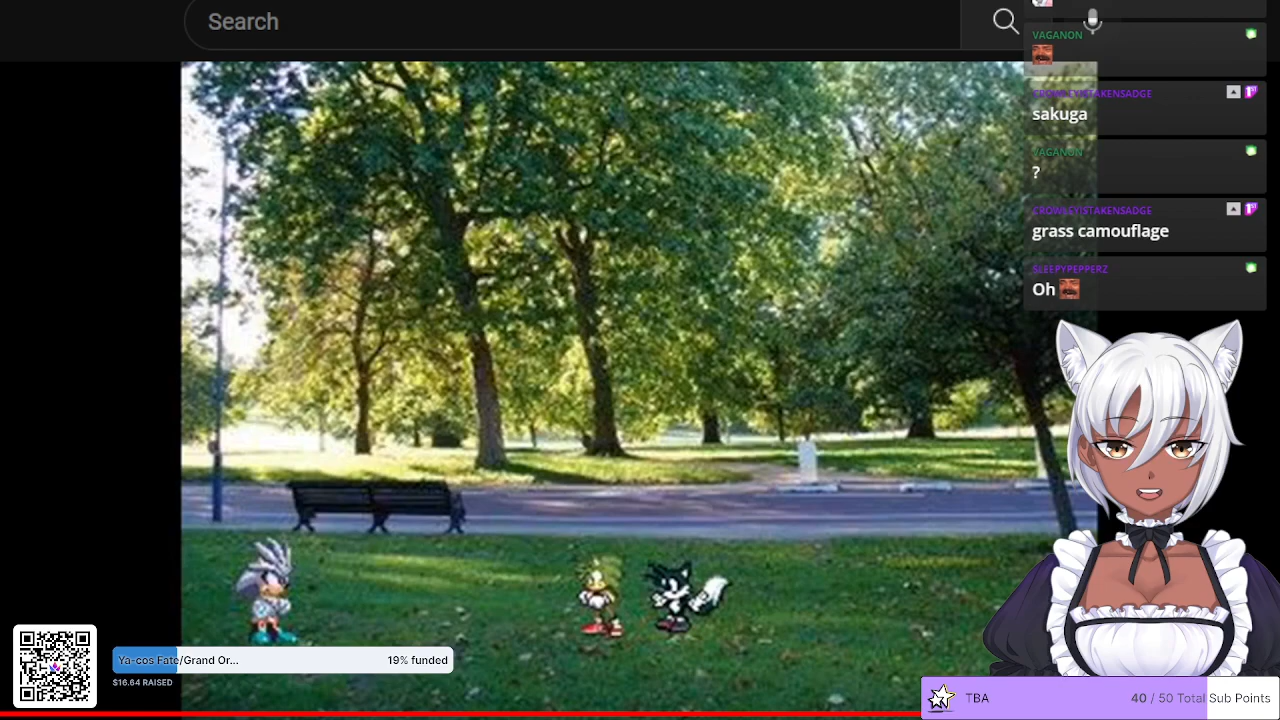 Search
VAGANON
CROWLEYISTAKENSADGE
sakuga
VAGANON
?
CROWLEYISTAKENSADGE
grass camouflage
SLEEPYPEPPERZ
Oh
Ya-cos Fate/Grand Or... 19% funded
$16.64 RAISED
TBA 40 / 50 Total Sub Points